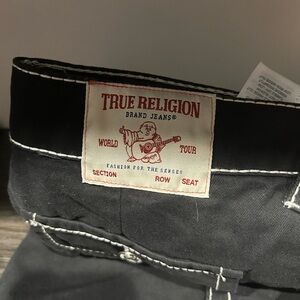 TRUE RELIGION
BRAND JEANS®
WORLD TOUR
FASHION FOR THE SENSES
SECTION ROW SEAT